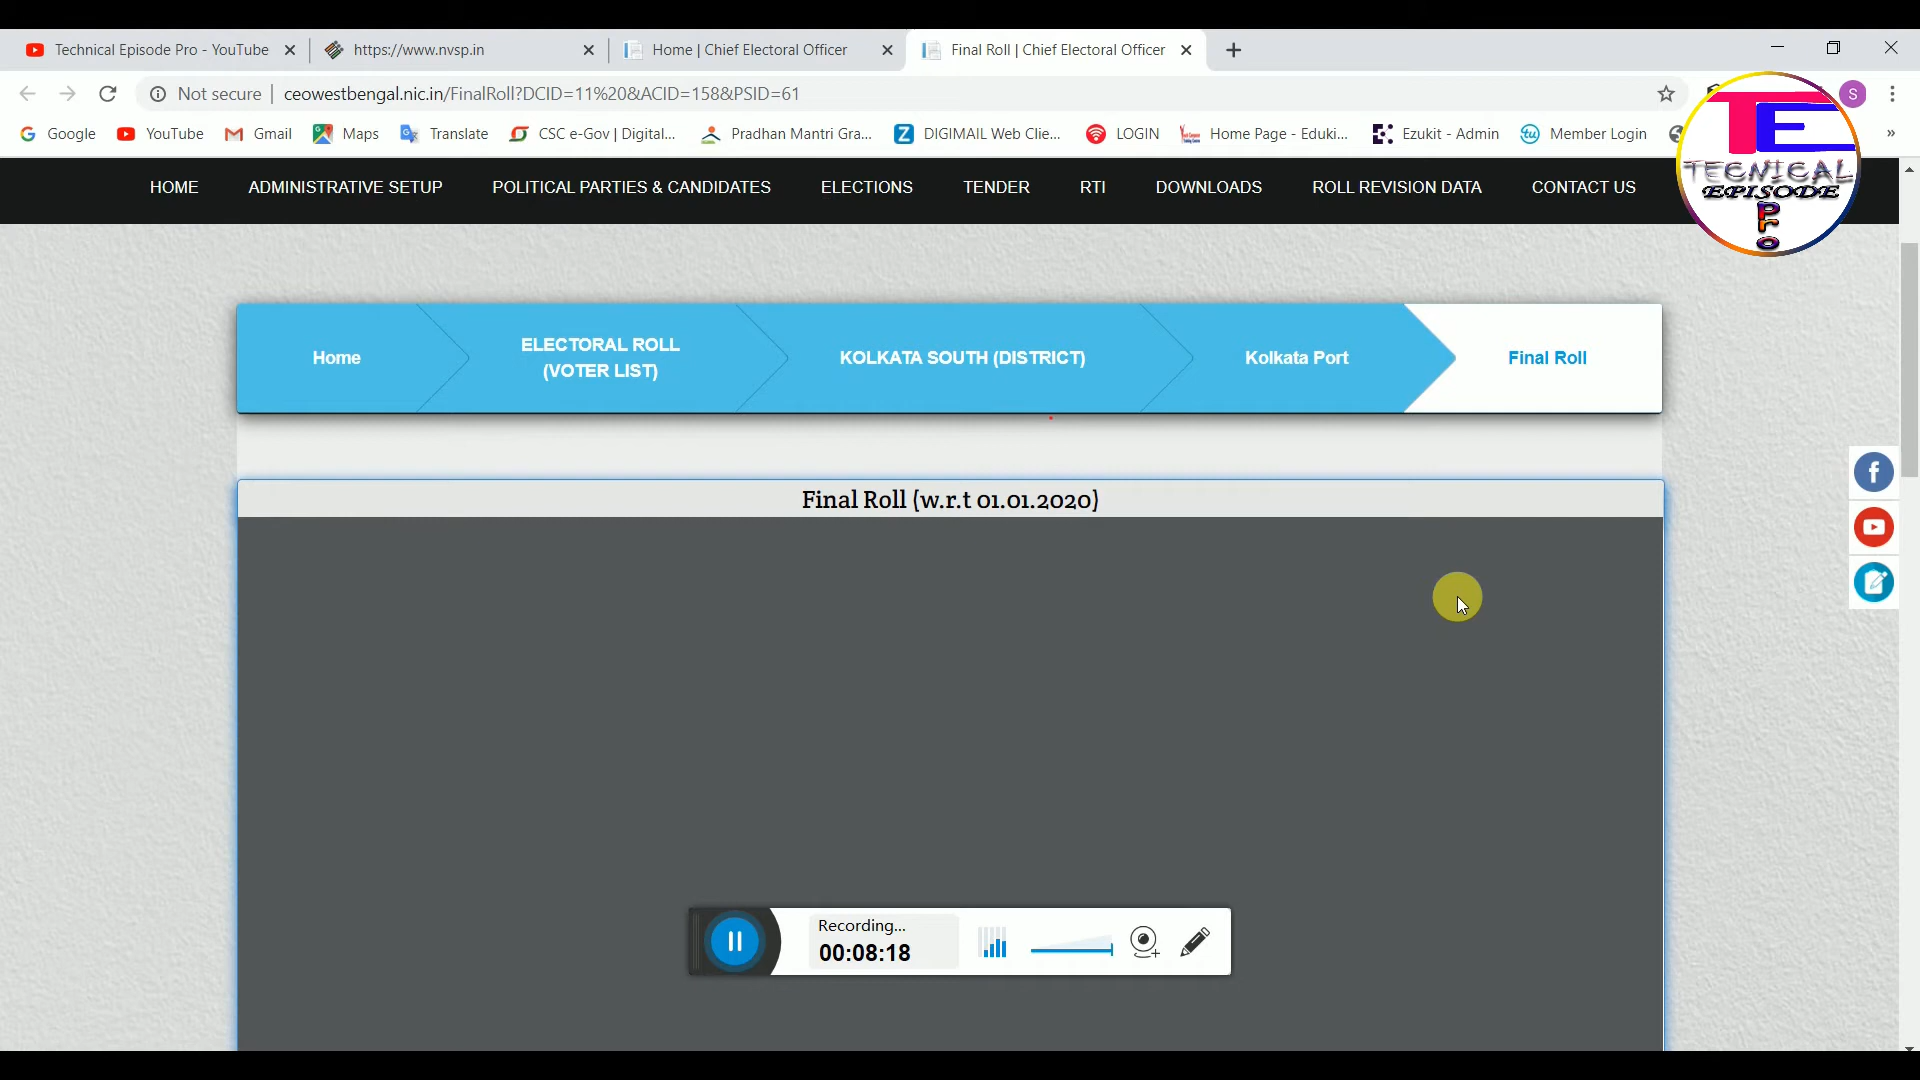 Technical Episode Pro - YouTube
https://www.nvsp.in
Home | Chief Electoral Officer
Final Roll | Chief Electoral Officer
Not secure
ceowestbengal.nic.in/FinalRoll?DCID=11%20&ACID=158&PSID=61
S
Google
YouTube
Gmail
Maps
Translate
CSC e-Gov | Digital...
Pradhan Mantri Gra...
DIGIMAIL Web Clie...
LOGIN
Home Page - Eduki...
Ezukit - Admin
Member Login
»
TE
TECNICAL
EPISODE
Pro
HOME
ADMINISTRATIVE SETUP
POLITICAL PARTIES & CANDIDATES
ELECTIONS
TENDER
RTI
DOWNLOADS
ROLL REVISION DATA
CONTACT US
Home
ELECTORAL ROLL
(VOTER LIST)
KOLKATA SOUTH (DISTRICT)
Kolkata Port
Final Roll
Final Roll (w.r.t 01.01.2020)
Recording...
00:08:18